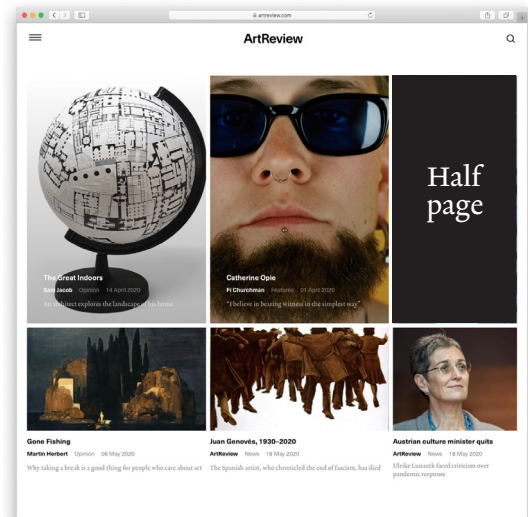 artreview.com
ArtReview
The Great Indoors
Sam Jacob Opinion 14 April 2020
An architect explores the landscape of his home
Catherine Opie
Fi Churchman Features 01 April 2020
“I believe in bearing witness in the simplest way”
Half
page
Gone Fishing
Martin Herbert Opinion 06 May 2020
Why taking a break is a good thing for people who care about art
Juan Genovés, 1930–2020
ArtReview News 18 May 2020
The Spanish artist, who chronicled the end of fascism, has died
Austrian culture minister quits
ArtReview News 18 May 2020
Ulrike Lunacek faced criticism over
pandemic response